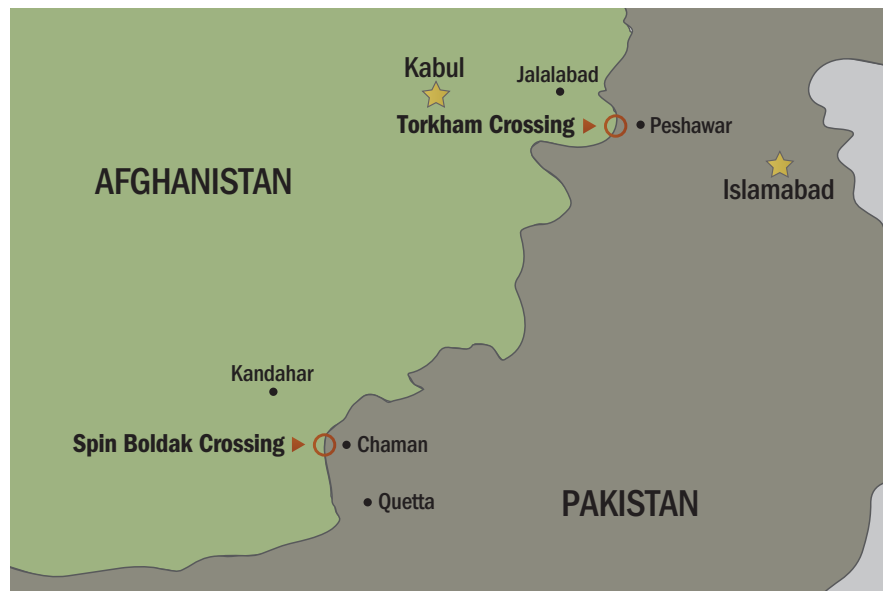 Kabul
Jalalabad
Torkham Crossing
Peshawar
AFGHANISTAN
Islamabad
Kandahar
Spin Boldak Crossing
Chaman
Quetta
PAKISTAN